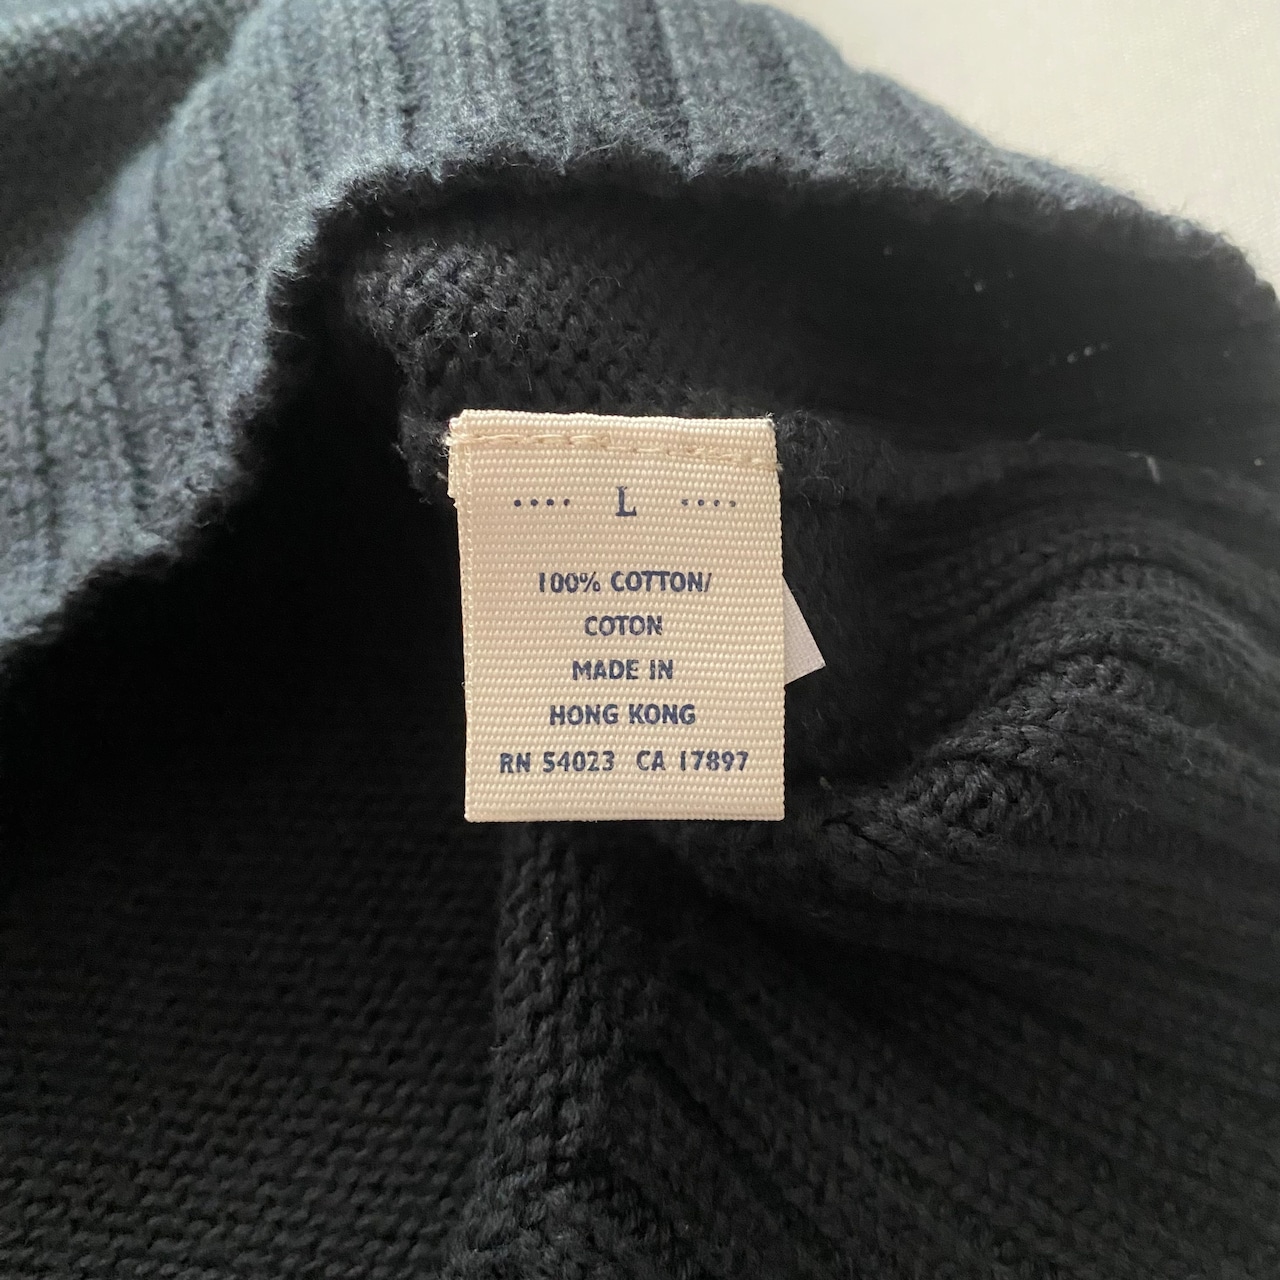 .... L ....
100% COTTON/
COTON
MADE IN
HONG KONG
RN 54023 CA 17897